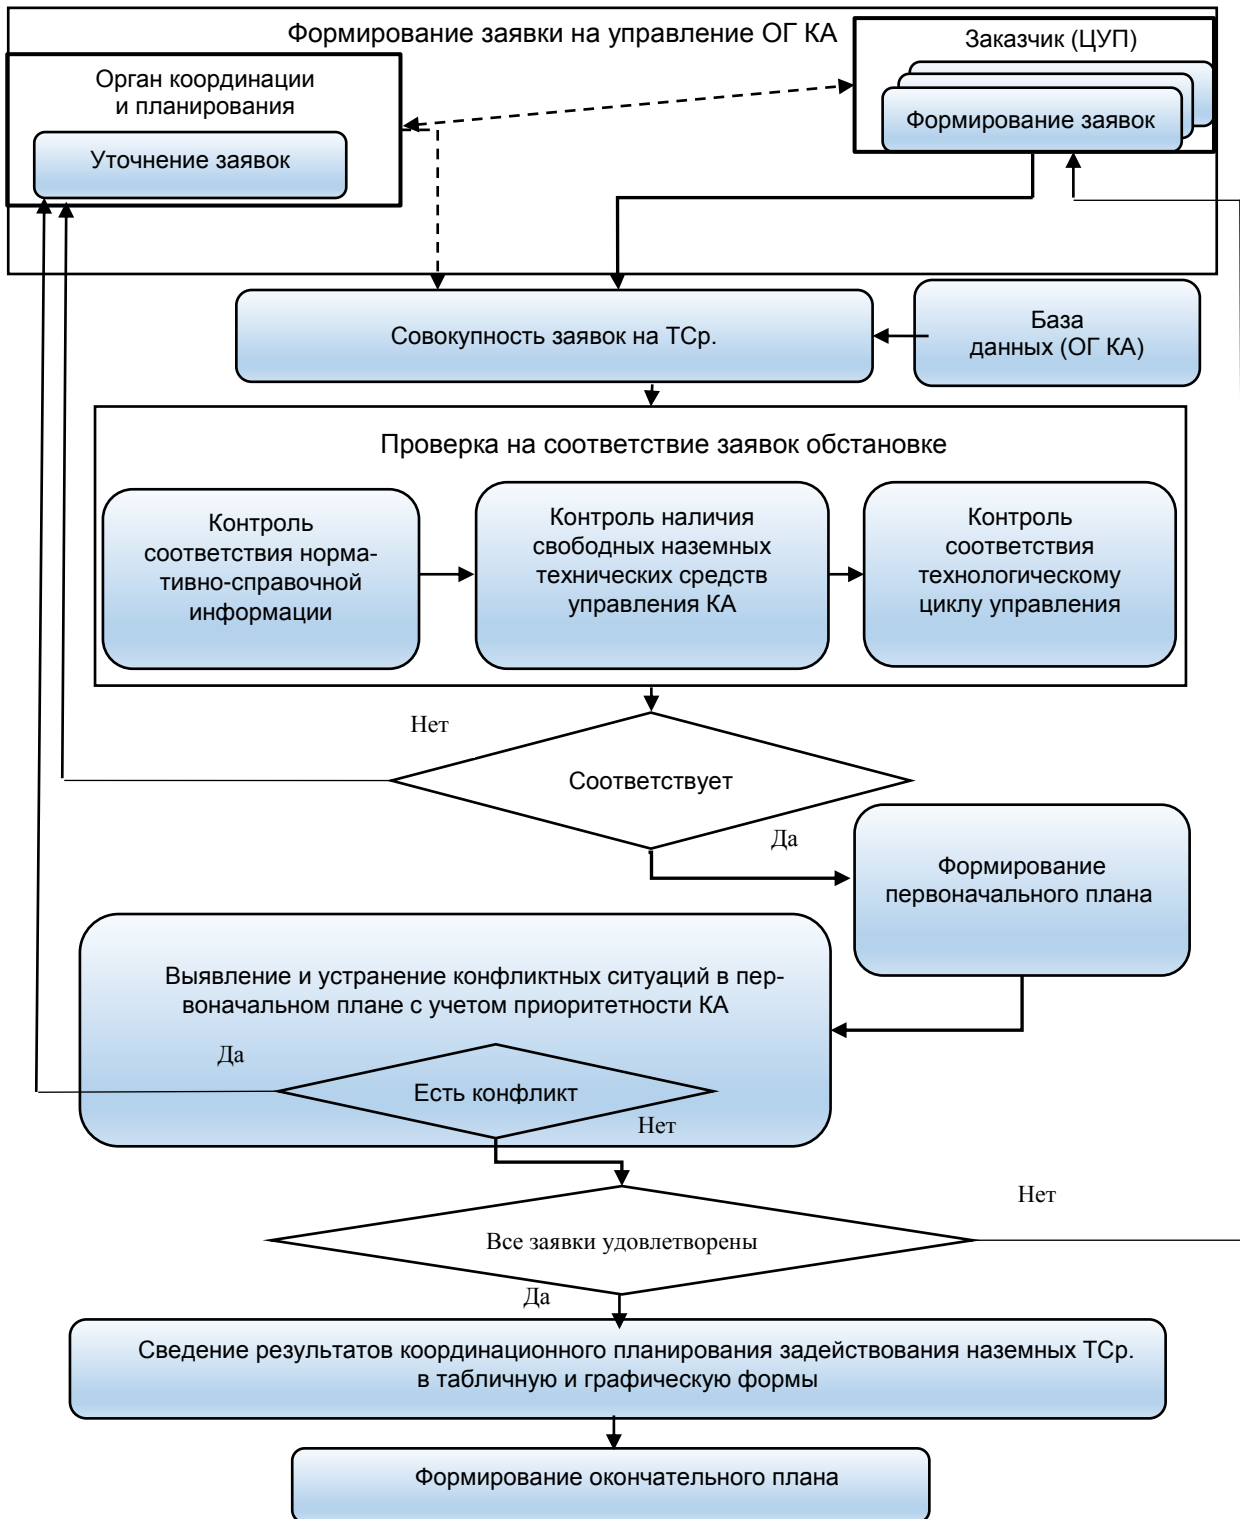 Формирование заявки на управление ОГ КА
Заказчик (ЦУП)
Орган координации
и планирования
Формирование заявок
Уточнение заявок
Совокупность заявок на ТСр.
База
данных (ОГ КА)
Проверка на соответствие заявок обстановке
Контроль
соответствия норма-
тивно-справочной
информации
Контроль наличия
свободных наземных
технических средств
управления КА
Контроль
соответствия
технологическому
циклу управления
Нет
Соответствует
Да
Формирование
первоначального плана
Выявление и устранение конфликтных ситуаций в пер-
воначальном плане с учетом приоритетности КА
Да
Есть конфликт
Нет
Нет
Все заявки удовлетворены
Да
Сведение результатов координационного планирования задействования наземных ТСр.
в табличную и графическую формы
Формирование окончательного плана